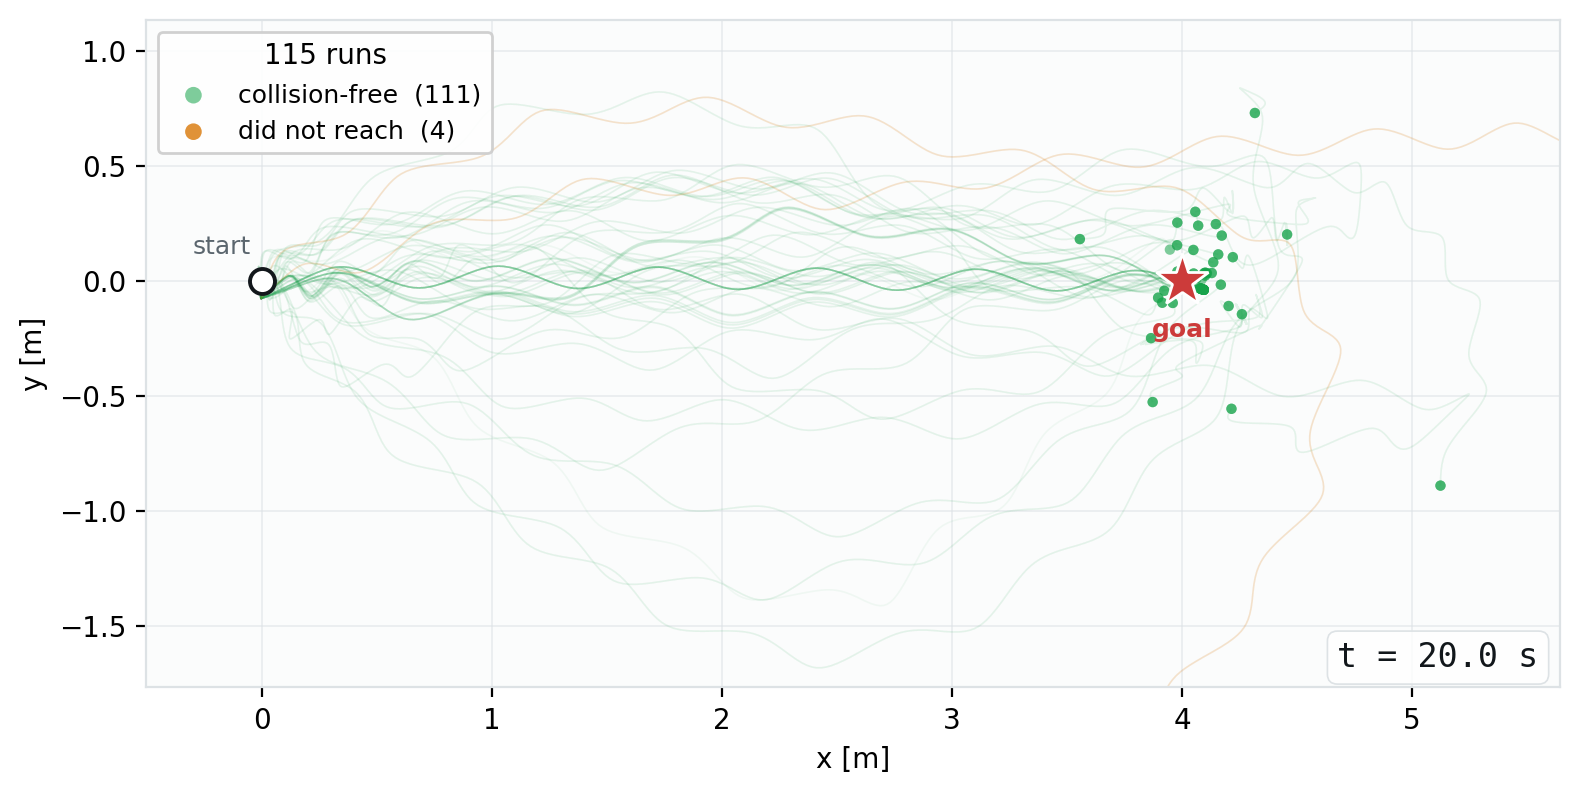 115 runs
collision-free (111)
did not reach (4)
start
goal
t = 20.0 s
1.0
0.5
0.0
−0.5
−1.0
−1.5
y [m]
0 1 2 3 4 5
x [m]